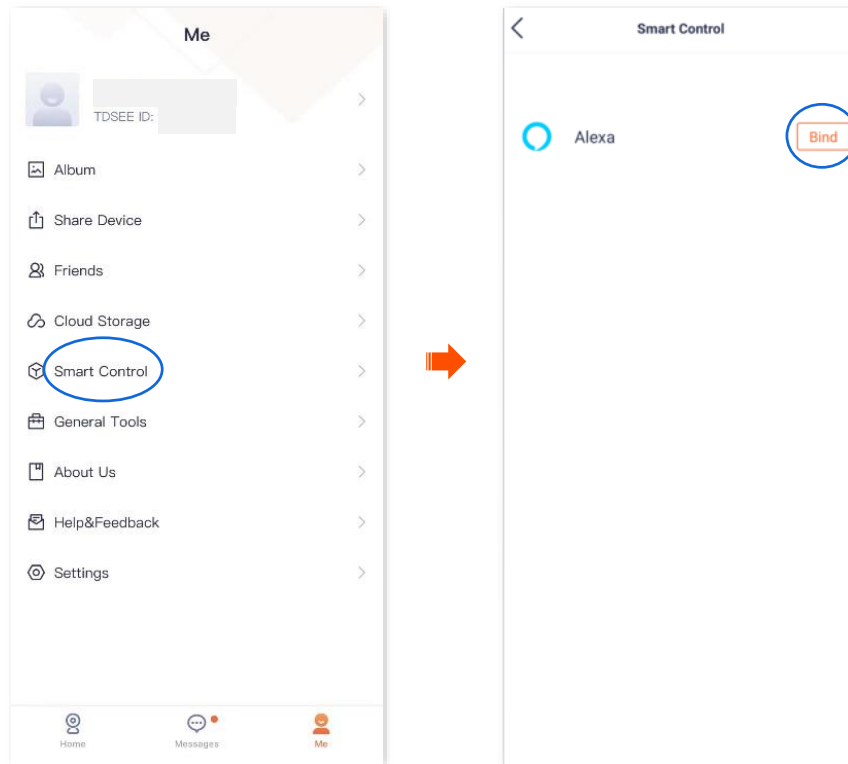 Me
TDSEE ID:
Album
Share Device
Friends
Cloud Storage
Smart Control
General Tools
About Us
Help&Feedback
Settings
Home
Messages
Me
Smart Control
Alexa
Bind